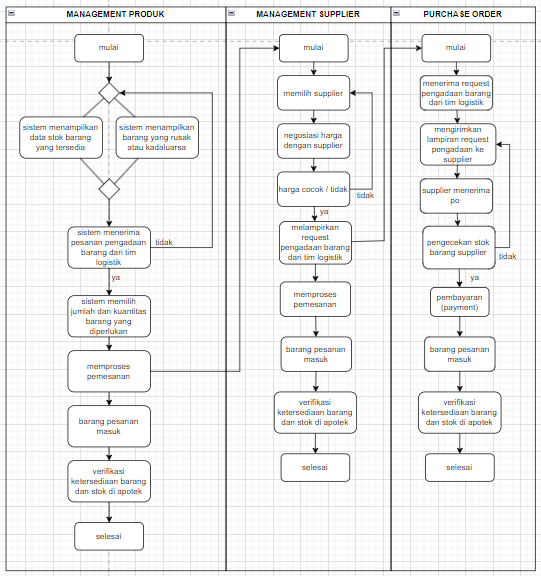 MANAGEMENT PRODUK
mulai
sistem menampilkan
data stok barang
yang tersedia
sistem menampilkan
barang yang rusak
atau kadaluarsa
sistem menerima
pesanan pengadaan
barang dari tim
logistik
tidak
ya
sistem memilih
jumlah dan kuantitas
barang yang
diperlukan
memproses
pemesanan
barang pesanan
masuk
verifikasi
ketersediaan barang
dan stok di apotek
selesai
MANAGEMENT SUPPLIER
mulai
memilih supplier
negosiasi harga
dengan supplier
harga cocok / tidak
tidak
ya
melampirkan
request
pengadaan barang
dari tim logistik
memproses
pemesanan
barang pesanan
masuk
verifikasi
ketersediaan barang
dan stok di apotek
selesai
PURCHASE ORDER
mulai
menerima request
pengadaan barang
dari tim logistik
mengirimkan
lampiran request
pengadaan ke
supplier
supplier menerima
po
pengecekan stok
barang supplier
tidak
ya
pembayaran
(payment)
barang pesanan
masuk
verifikasi
ketersediaan barang
dan stok di apotek
selesai